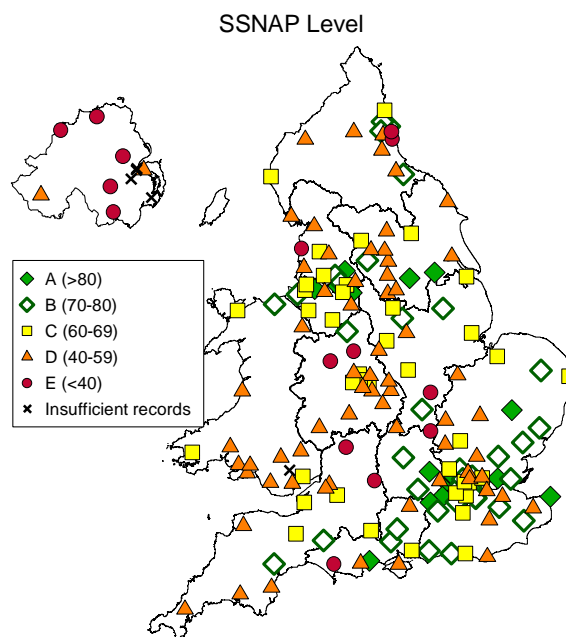 SSNAP Level
A (>80)
B (70-80)
C (60-69)
D (40-59)
E (<40)
Insufficient records